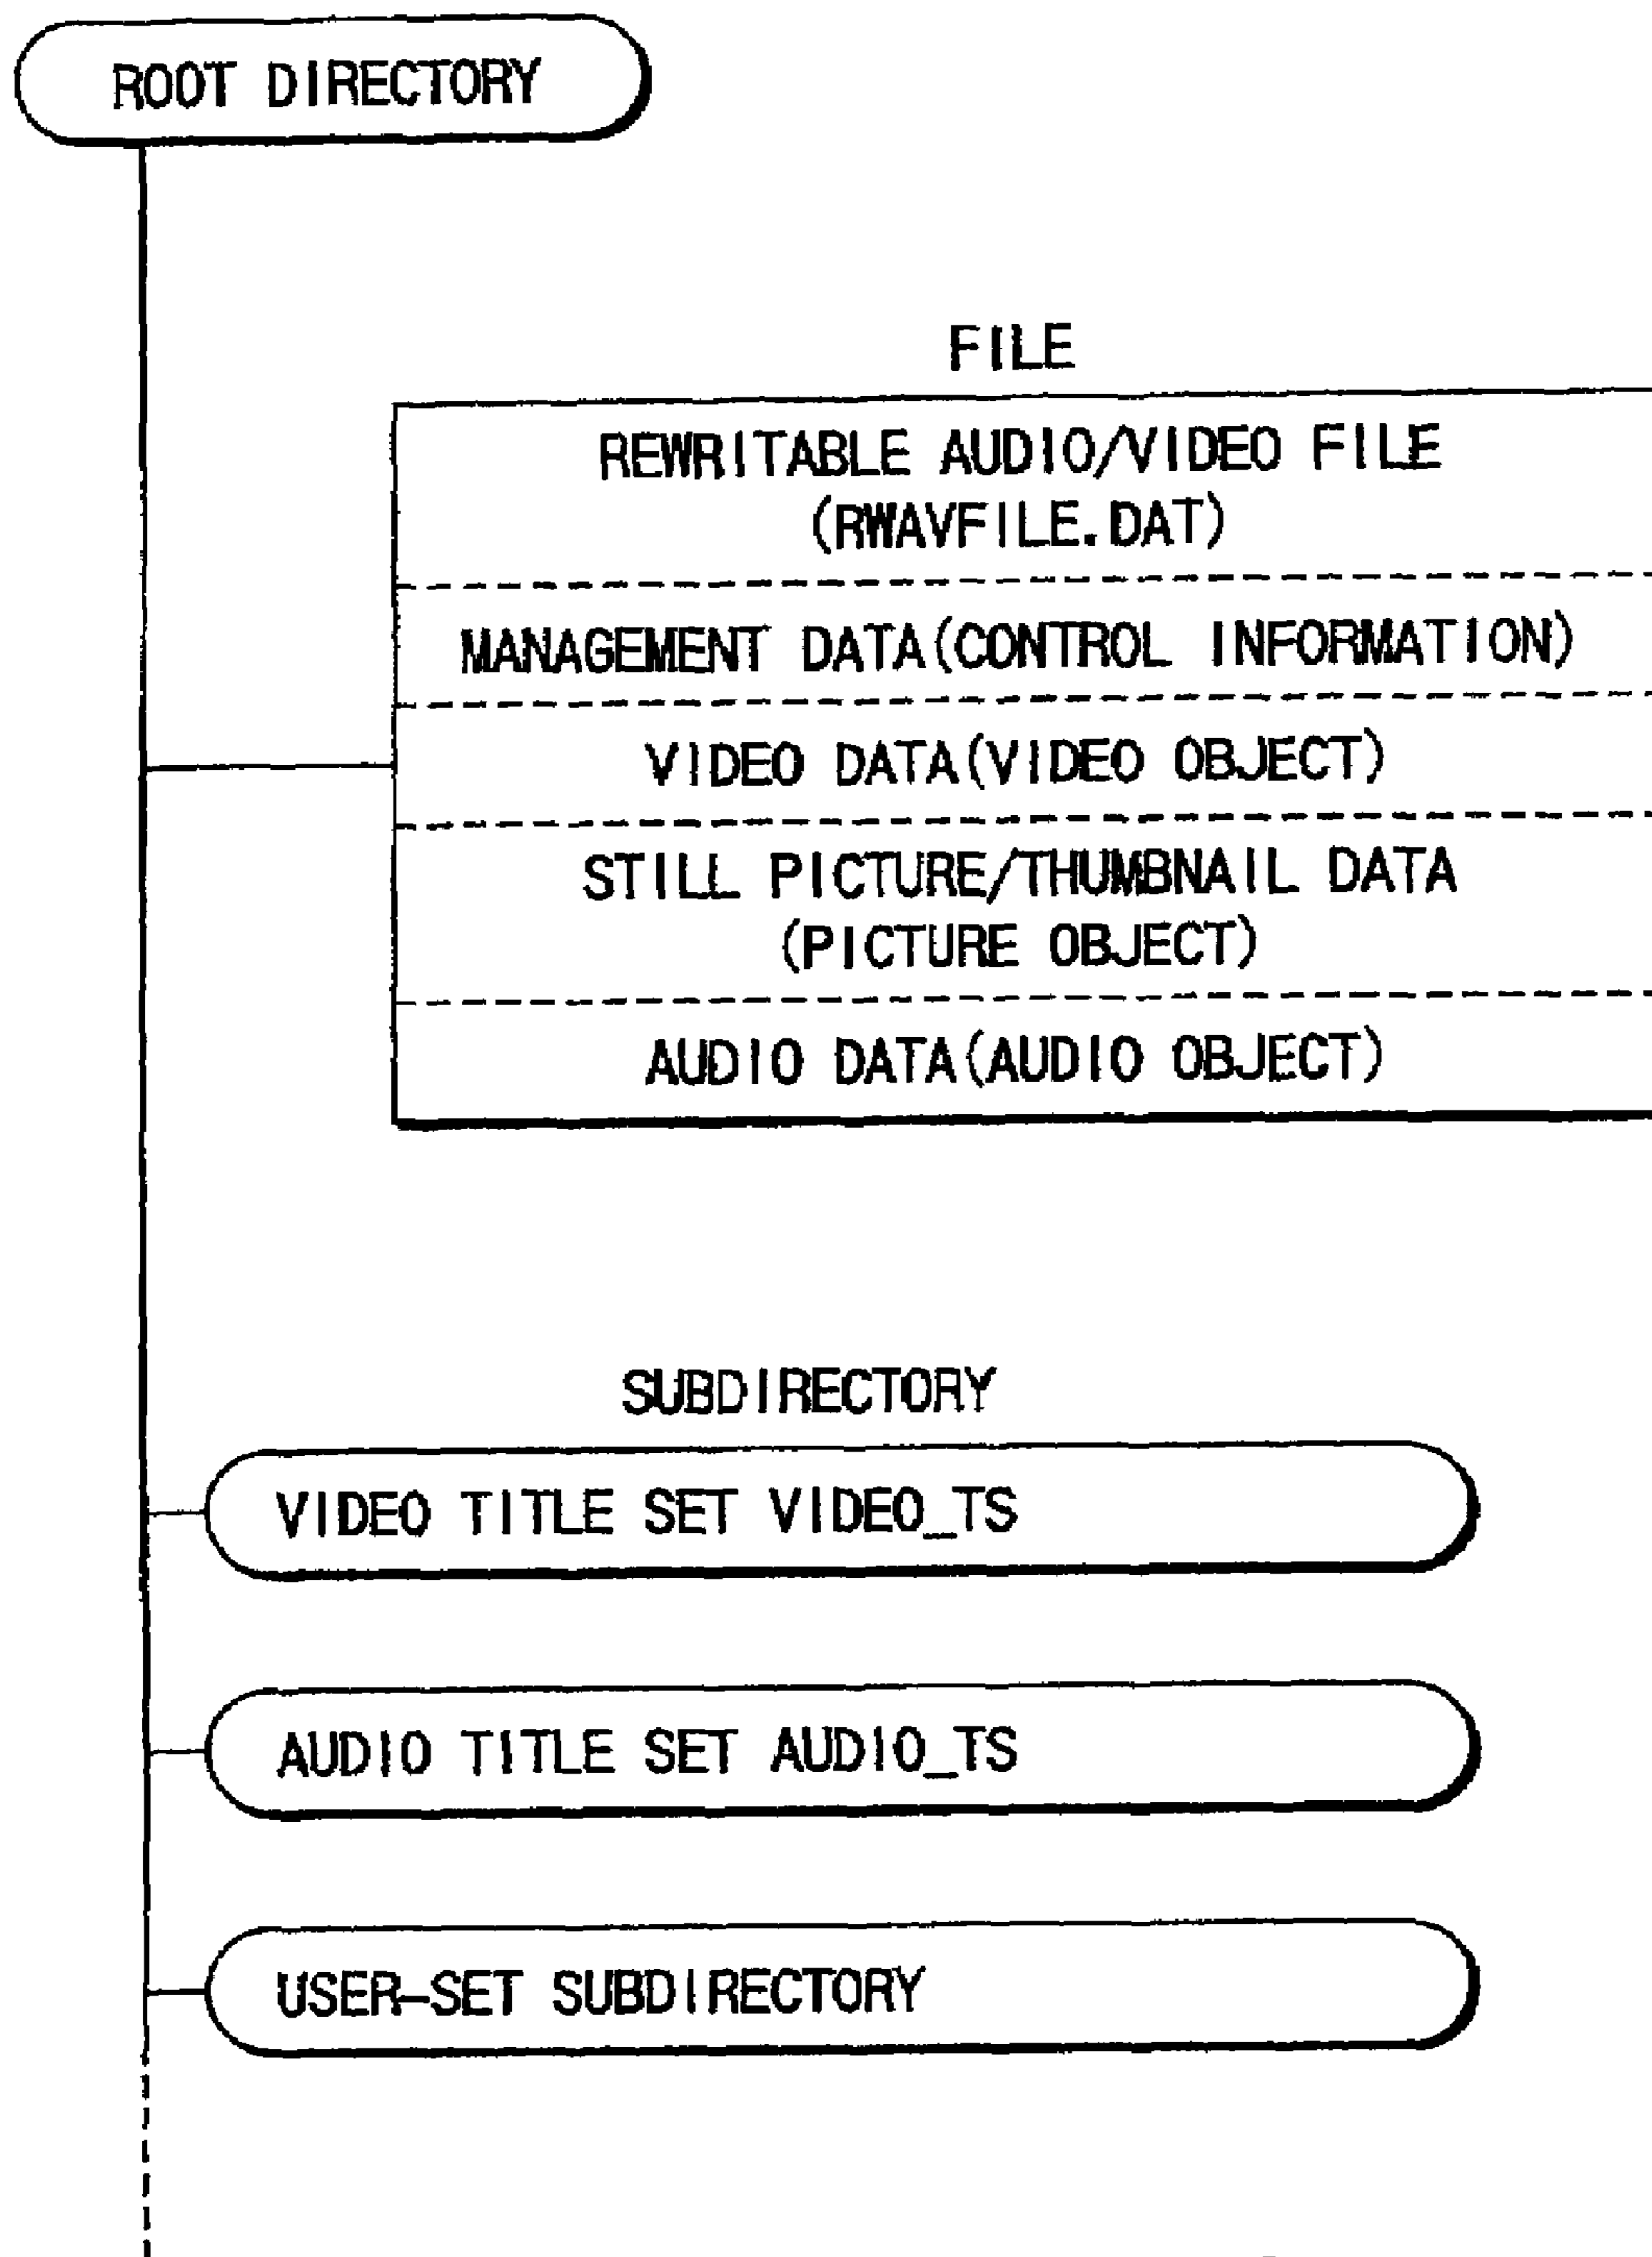 ROOT DIRECTORY
FILE
REWRITABLE AUDIO/VIDEO FILE
(RWAVFILE.DAT)
MANAGEMENT DATA(CONTROL INFORMATION)
VIDEO DATA(VIDEO OBJECT)
STILL PICTURE/THUMBNAIL DATA
(PICTURE OBJECT)
AUDIO DATA(AUDIO OBJECT)
SUBDIRECTORY
VIDEO TITLE SET VIDEO_TS
AUDIO TITLE SET AUDIO_TS
USER-SET SUBDIRECTORY